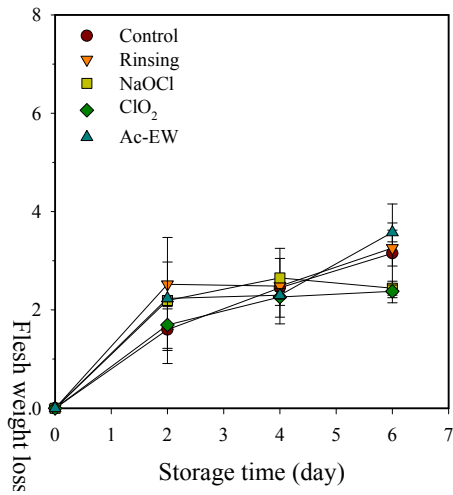 8
Control
Rinsing
NaOCl
ClO₂
Ac-EW
6
4
2
.0
0 1 2 3 4 5 6 7
Storage time (day)
Flesh weight loss